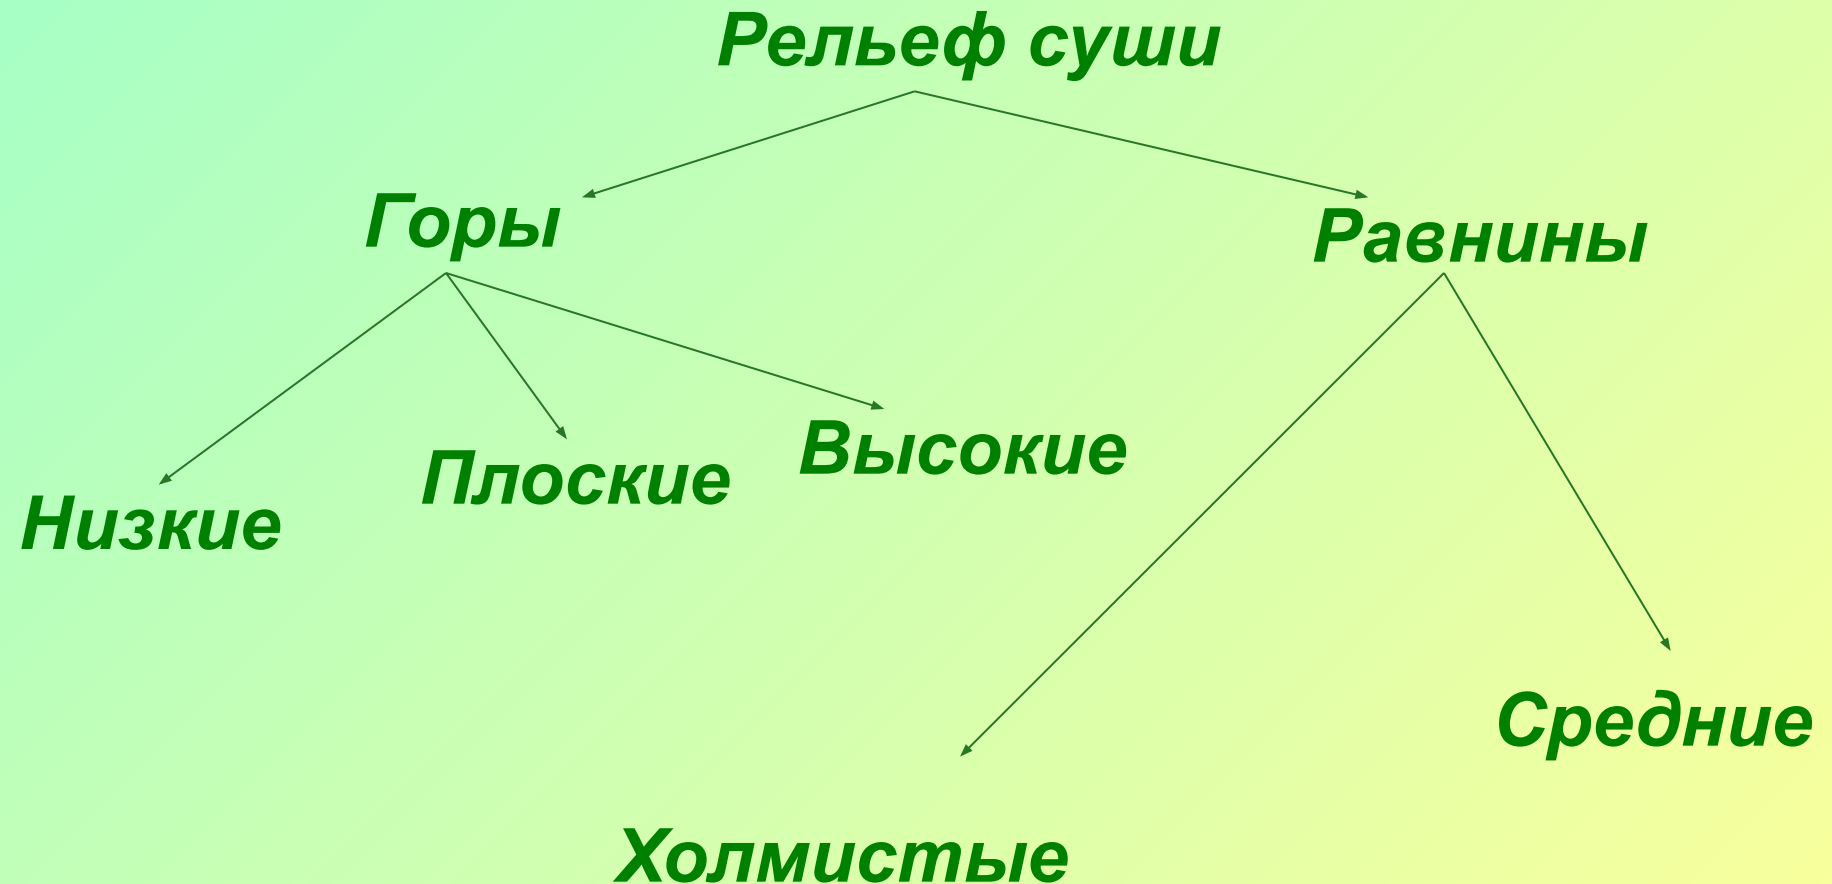 Рельеф суши
Горы
Равнины
Высокие
Плоские
Низкие
Средние
Холмистые